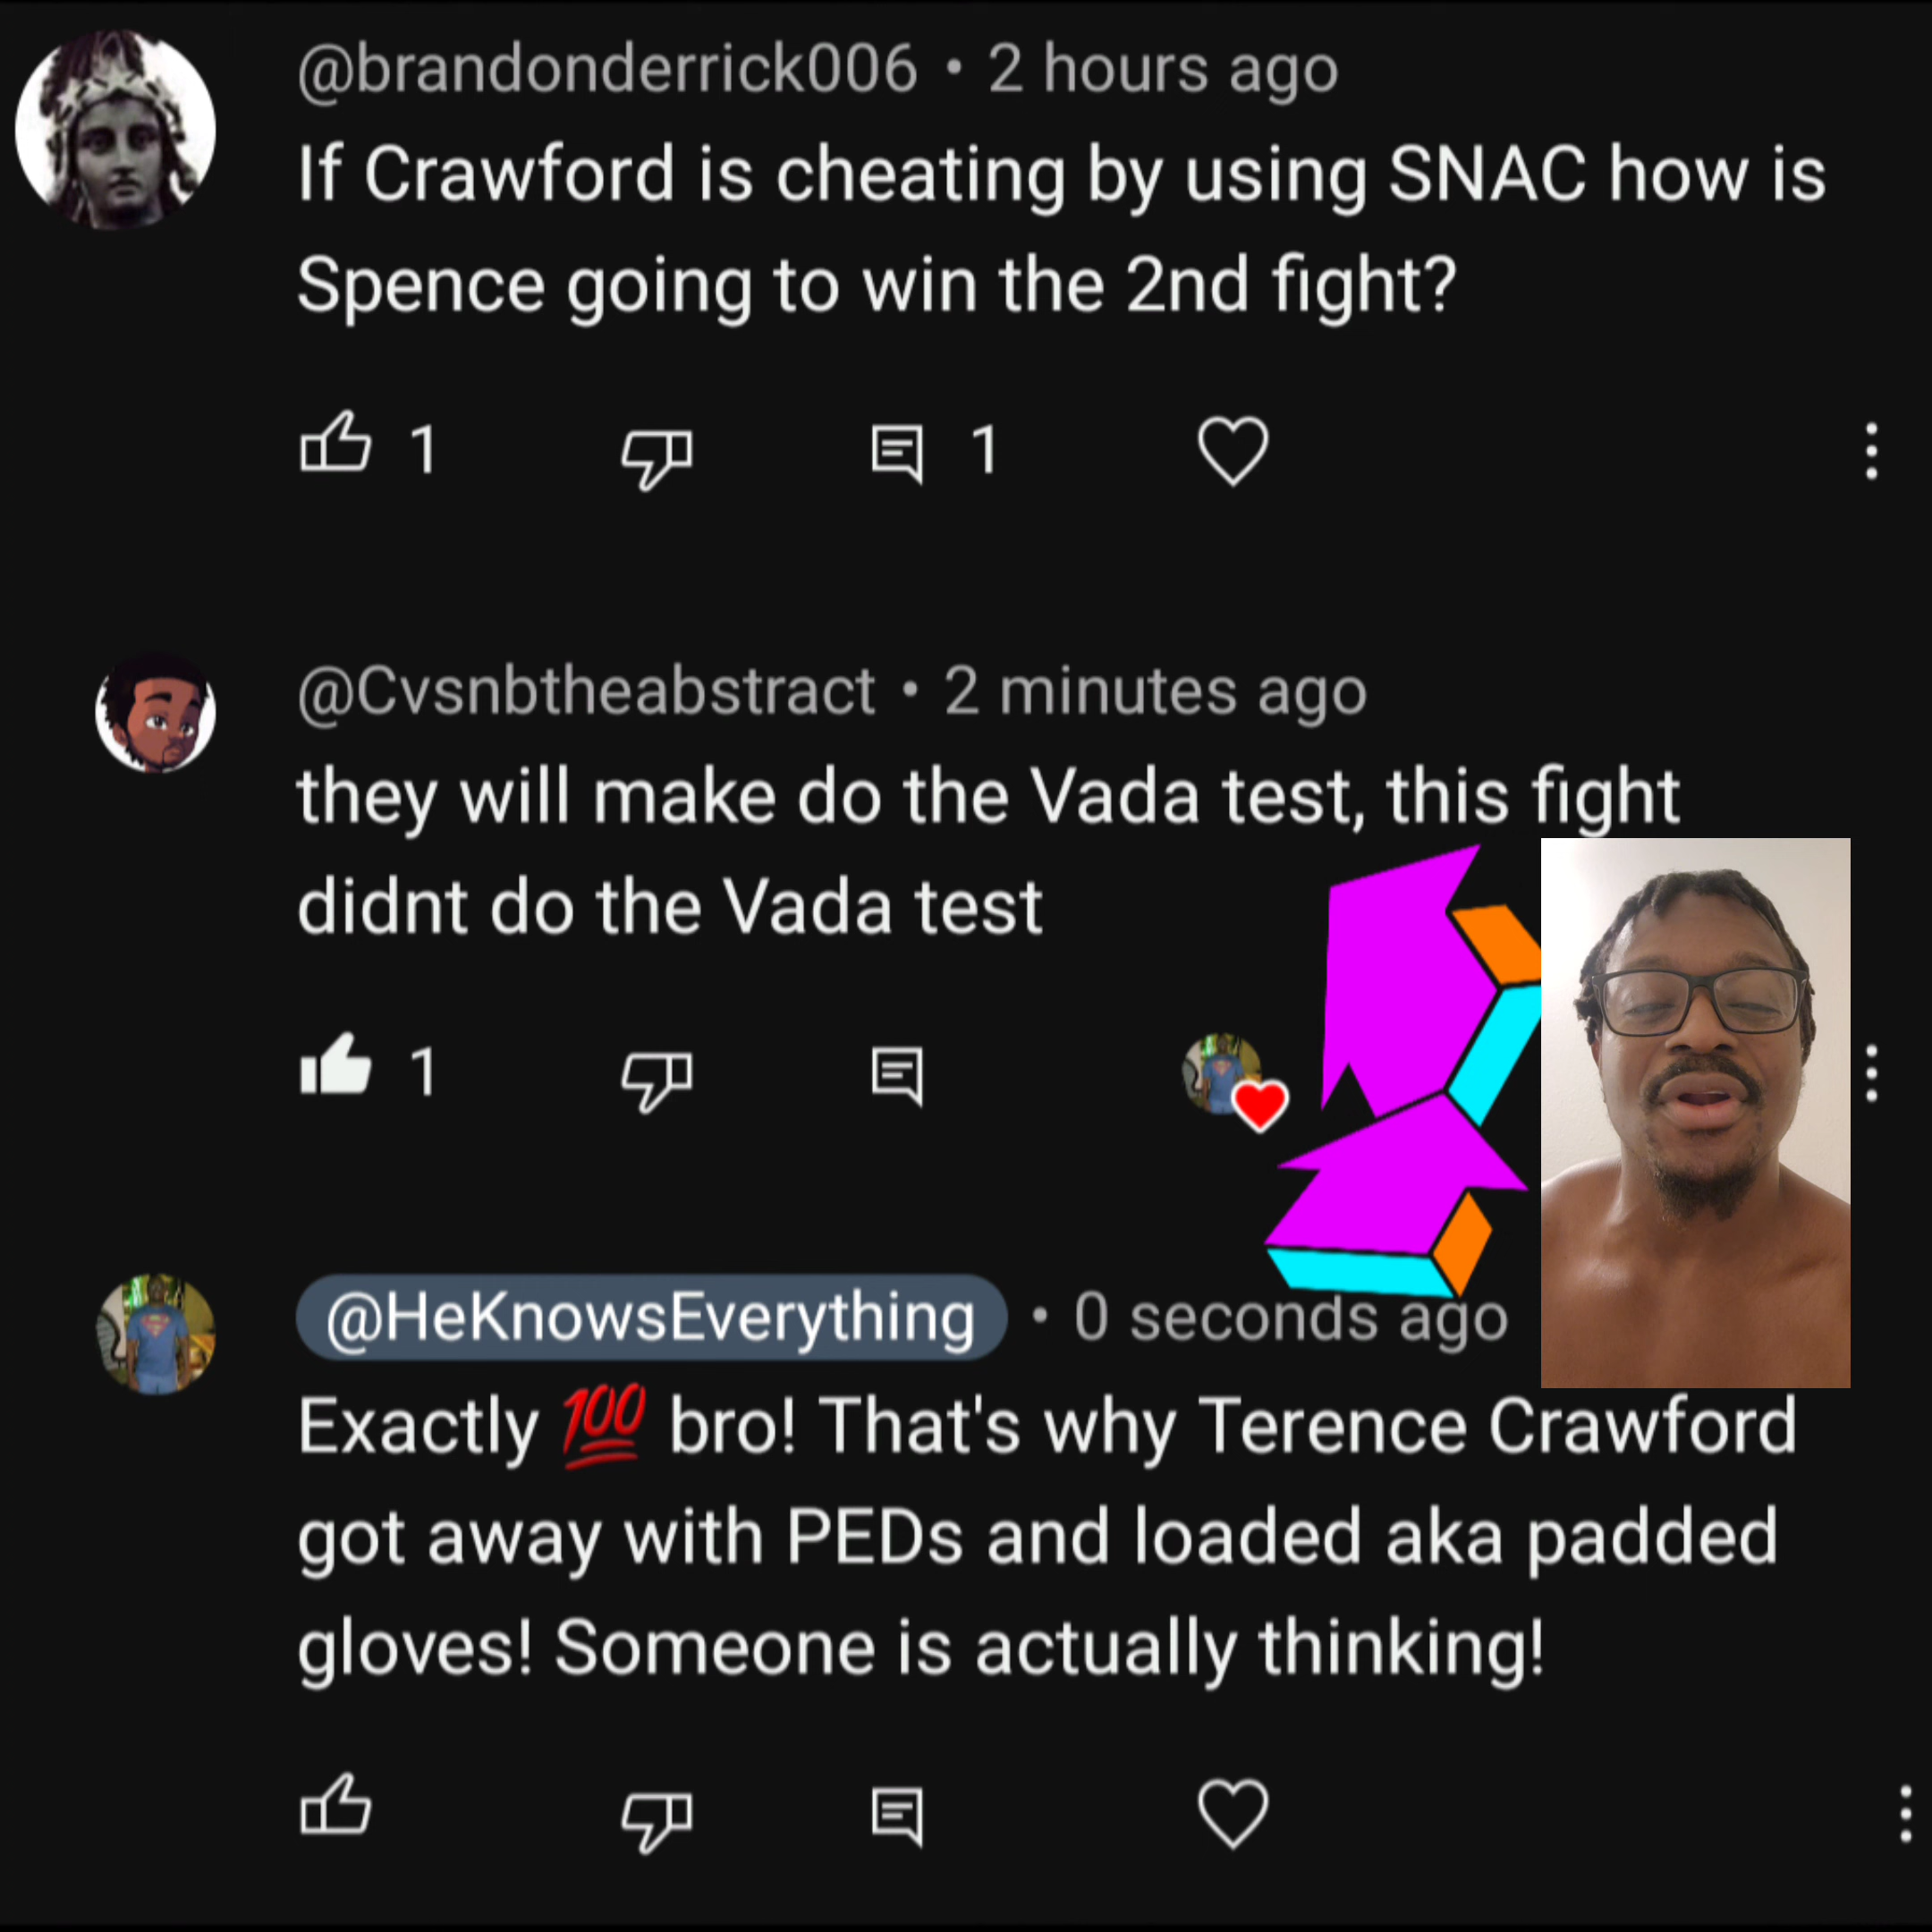 @brandonderrick006 • 2 hours ago
If Crawford is cheating by using SNAC how is
Spence going to win the 2nd fight?
1 1
@Cvsnbtheabstract • 2 minutes ago
they will make do the Vada test, this fight
didnt do the Vada test
1
@HeKnowsEverything • 0 seconds ago
Exactly 💯 bro! That's why Terence Crawford
got away with PEDs and loaded aka padded
gloves! Someone is actually thinking!